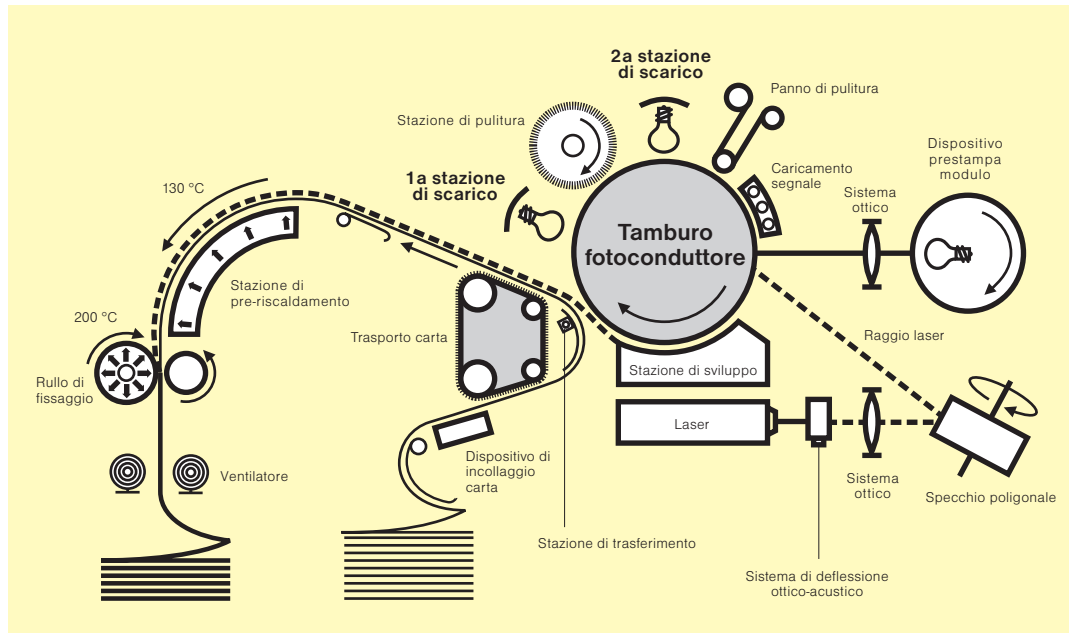 2a stazione
di scarico
Panno di pulitura
Stazione di pulitura
Dispositivo
prestampa
modulo
1a stazione
di scarico
Caricamento
segnale
Sistema
ottico
130 °C
Tamburo
fotoconduttore
Stazione di
pre-riscaldamento
200 °C
Trasporto carta
Raggio laser
Rullo di
fissaggio
Stazione di sviluppo
Laser
Dispositivo di
incollaggio
carta
Ventilatore
Sistema
ottico
Specchio poligonale
Stazione di trasferimento
Sistema di deflessione
ottico-acustico